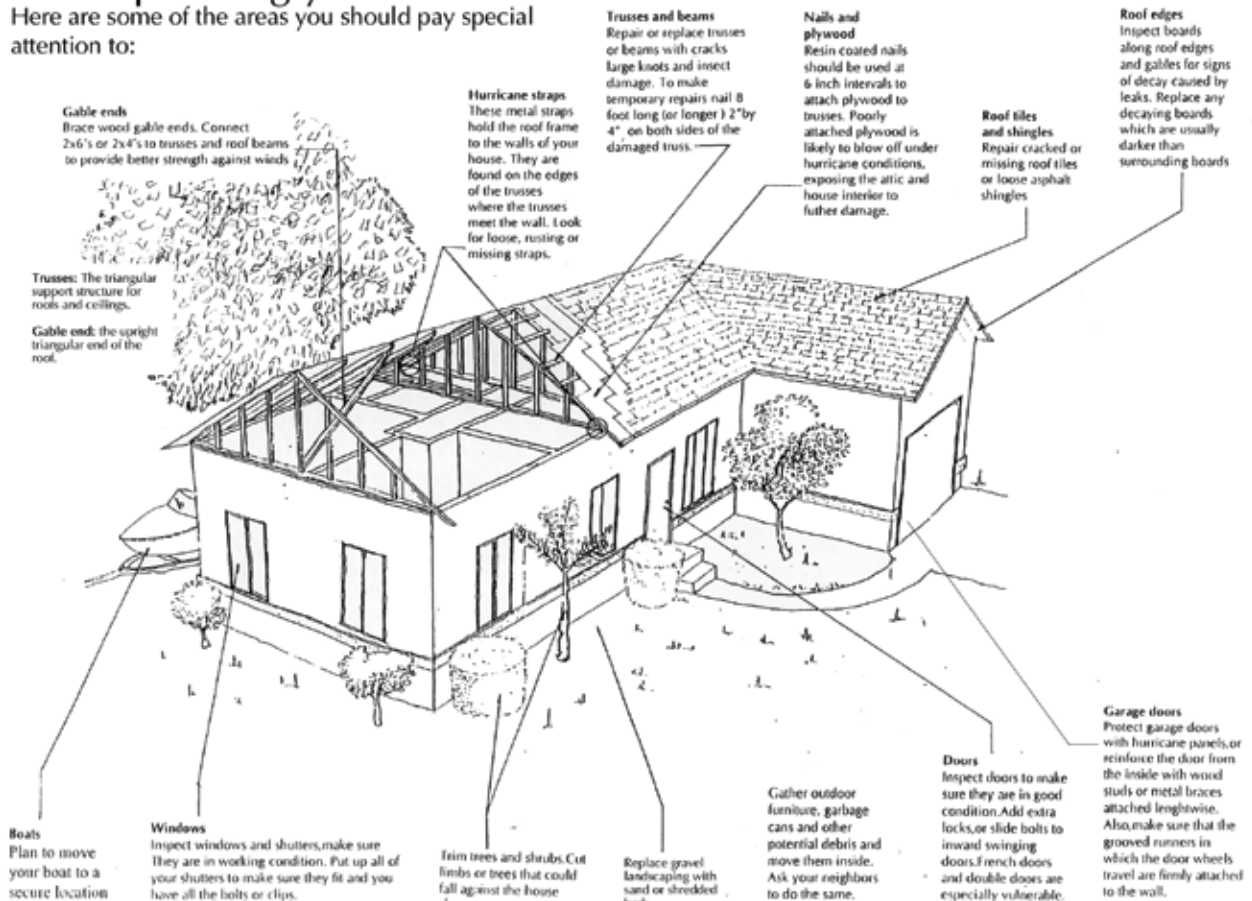 Here are some of the areas you should pay special
attention to:
Gable ends
Brace wood gable ends. Connect
2x6's or 2x4's to trusses and roof beams
to provide better strength against winds
Trusses: The triangular
support structure for
roofs and ceilings.
Gable end: the upright
triangular end of the
roof.
Hurricane straps
These metal straps
hold the roof frame
to the walls of your
house. They are
found on the edges
of the trusses
where the trusses
meet the wall. Look
for loose, rusting or
missing straps.
Trusses and beams
Repair or replace trusses
or beams with cracks
large knots and insect
damage. To make
temporary repairs nail 8
foot long (or longer ) 2"by
4" on both sides of the
damaged truss.
Nails and
plywood
Resin coated nails
should be used at
6 inch intervals to
attach plywood to
trusses. Poorly
attached plywood is
likely to blow off under
hurricane conditions,
exposing the attic and
house interior to
futher damage.
Roof tiles
and shingles
Repair cracked or
missing roof tiles
or loose asphalt
shingles
Roof edges
Inspect boards
along roof edges
and gables for signs
of decay caused by
leaks. Replace any
decaying boards
which are usually
darker than
surrounding boards
Boats
Plan to move
your boat to a
secure location
Windows
Inspect windows and shutters,make sure
They are in working condition. Put up all of
your shutters to make sure they fit and you
have all the bolts or clips.
Trim trees and shrubs. Cut
limbs or trees that could
fall against the house
Replace gravel
landscaping with
sand or shredded
Gather outdoor
furniture, garbage
cans and other
potential debris and
move them inside.
Ask your neighbors
to do the same.
Doors
Inspect doors to make
sure they are in good
condition.Add extra
locks,or slide bolts to
inward swinging
doors.French doors
and double doors are
especially vulnerable.
Garage doors
Protect garage doors
with hurricane panels,or
reinforce the door from
the inside with wood
studs or metal braces
attached lenghtwise.
Also,make sure that the
grooved runners in
which the door wheels
travel are firmly attached
to the wall.